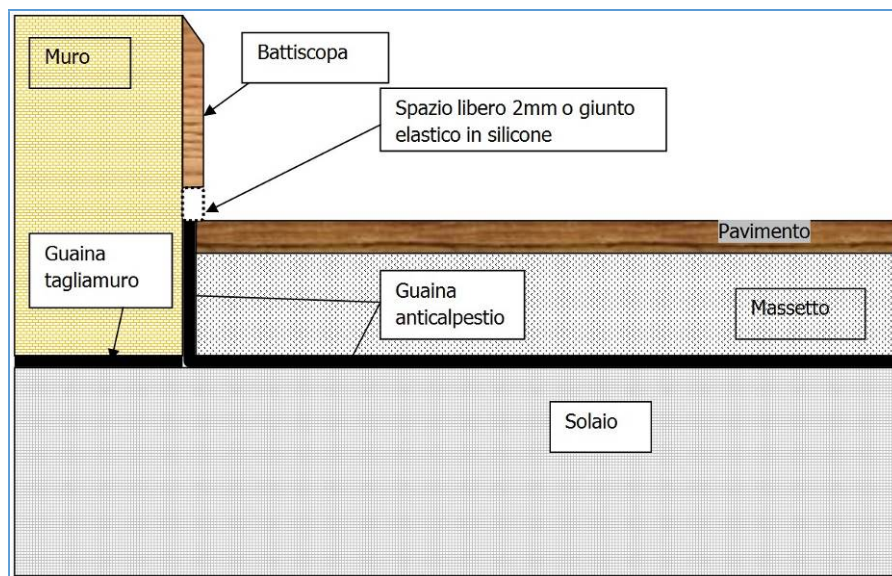 Muro
Battiscopa
Spazio libero 2mm o giunto
elastico in silicone
Pavimento
Guaina
tagliamuro
Guaina
anticalpestio
Massetto
Solaio